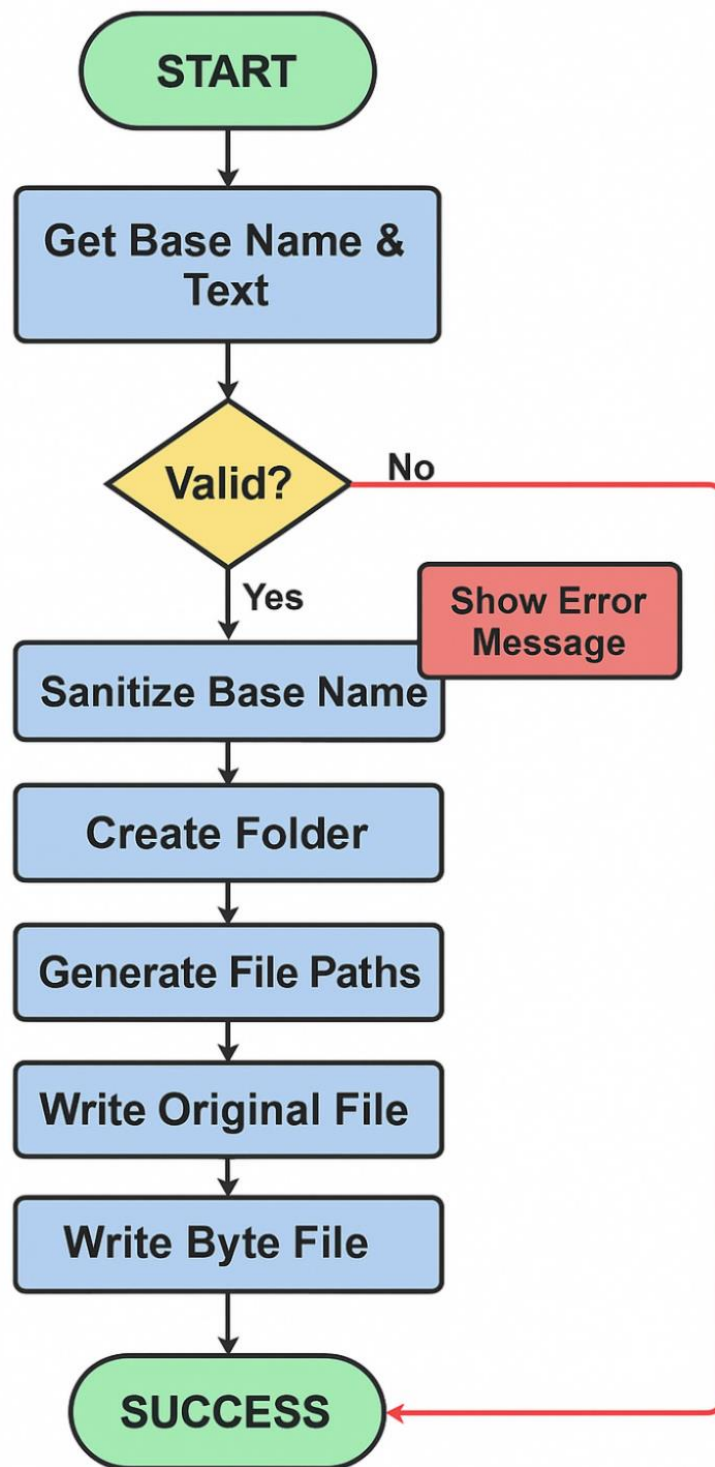 START
Get Base Name &
Text
Valid?
No
Yes
Show Error
Message
Sanitize Base Name
Create Folder
Generate File Paths
Write Original File
Write Byte File
SUCCESS